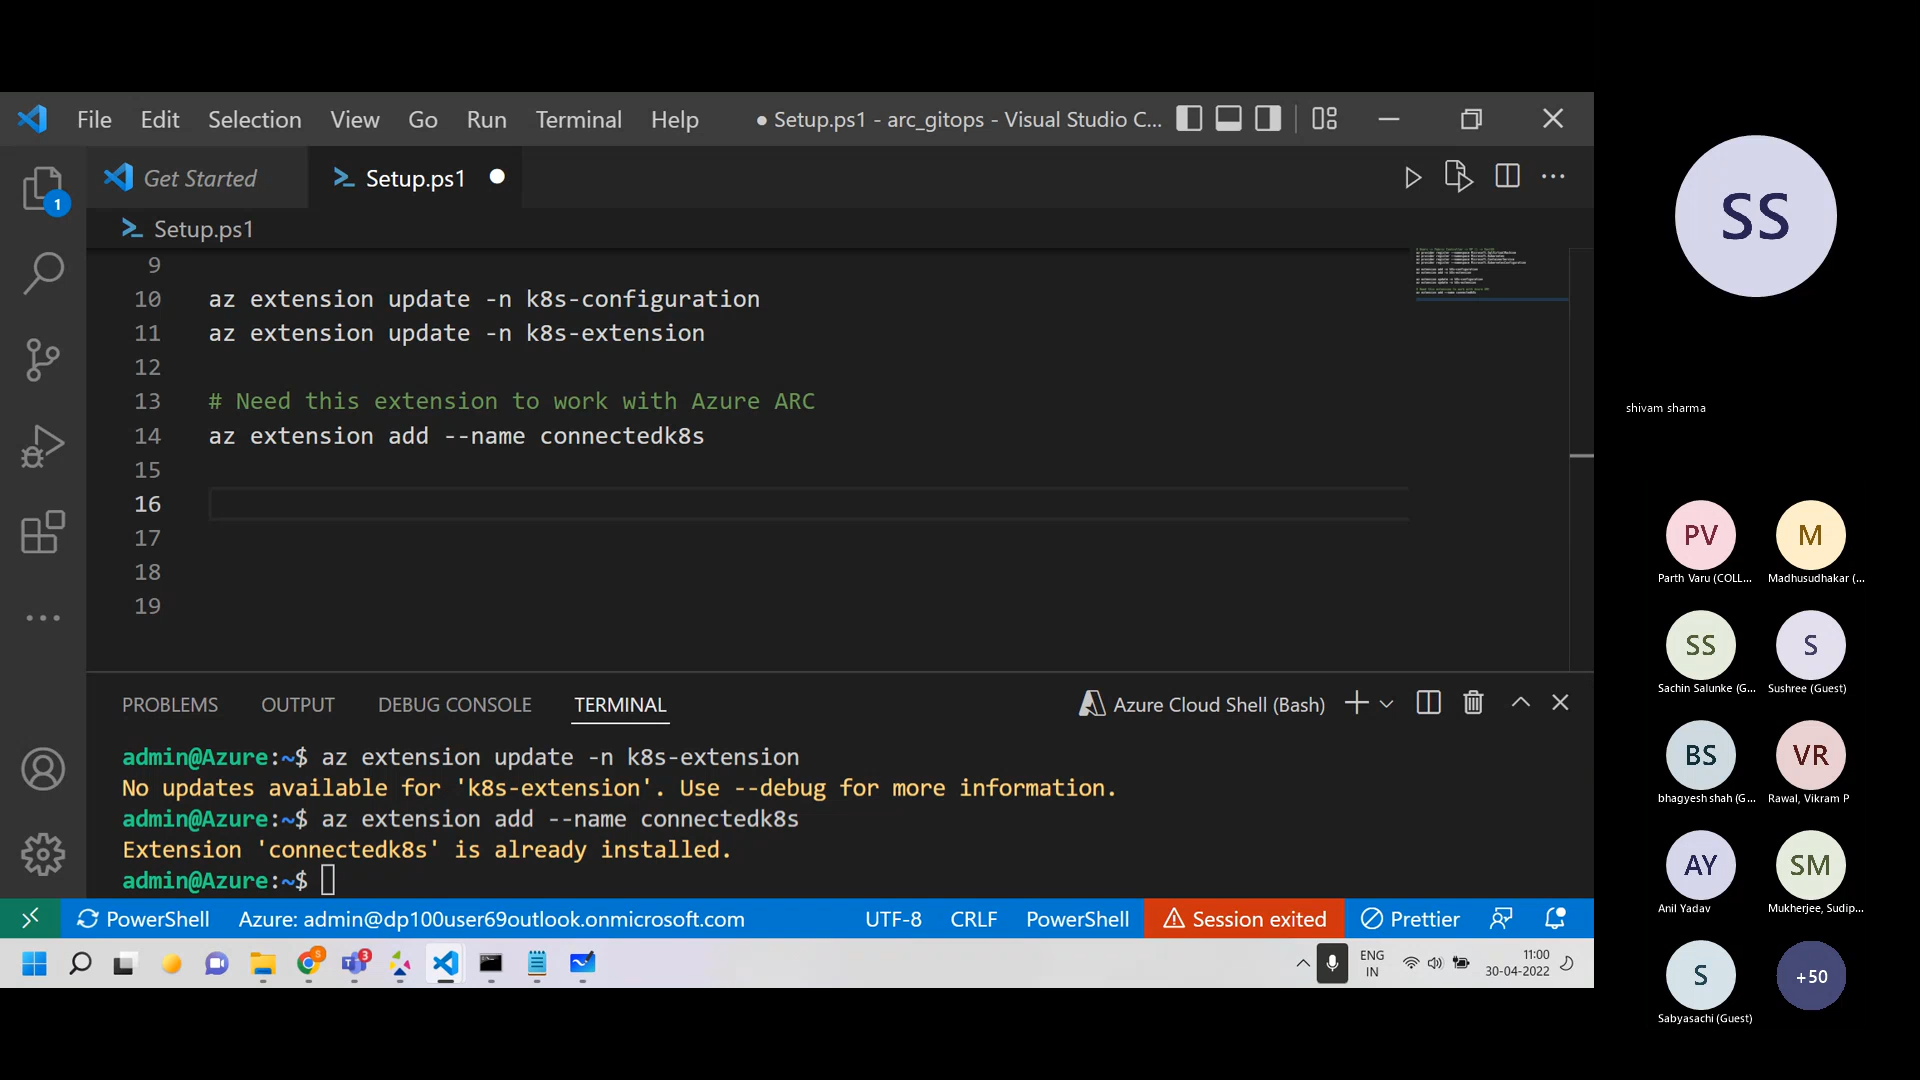 File Edit Selection View Go Run Terminal Help ● Setup.ps1 - arc_gitops - Visual Studio C...
Get Started Setup.ps1
1
Setup.ps1
9
10 az extension update -n k8s-configuration
11 az extension update -n k8s-extension
12
13 # Need this extension to work with Azure ARC
14 az extension add --name connectedk8s
15
16
17
18
19
PROBLEMS OUTPUT DEBUG CONSOLE TERMINAL Azure Cloud Shell (Bash)
admin@Azure:~$ az extension update -n k8s-extension
No updates available for 'k8s-extension'. Use --debug for more information.
admin@Azure:~$ az extension add --name connectedk8s
Extension 'connectedk8s' is already installed.
admin@Azure:~$
PowerShell Azure: admin@dp100user69outlook.onmicrosoft.com UTF-8 CRLF PowerShell Session exited Prettier
S 3 ENG IN 11:00 30-04-2022
SS
shivam sharma
PV M
Parth Varu (COLL... Madhusudhakar (...
SS S
Sachin Salunke (G... Sushree (Guest)
BS VR
bhagyesh shah (G... Rawal, Vikram P
AY SM
Anil Yadav Mukherjee, Sudip...
S +50
Sabyasachi (Guest)